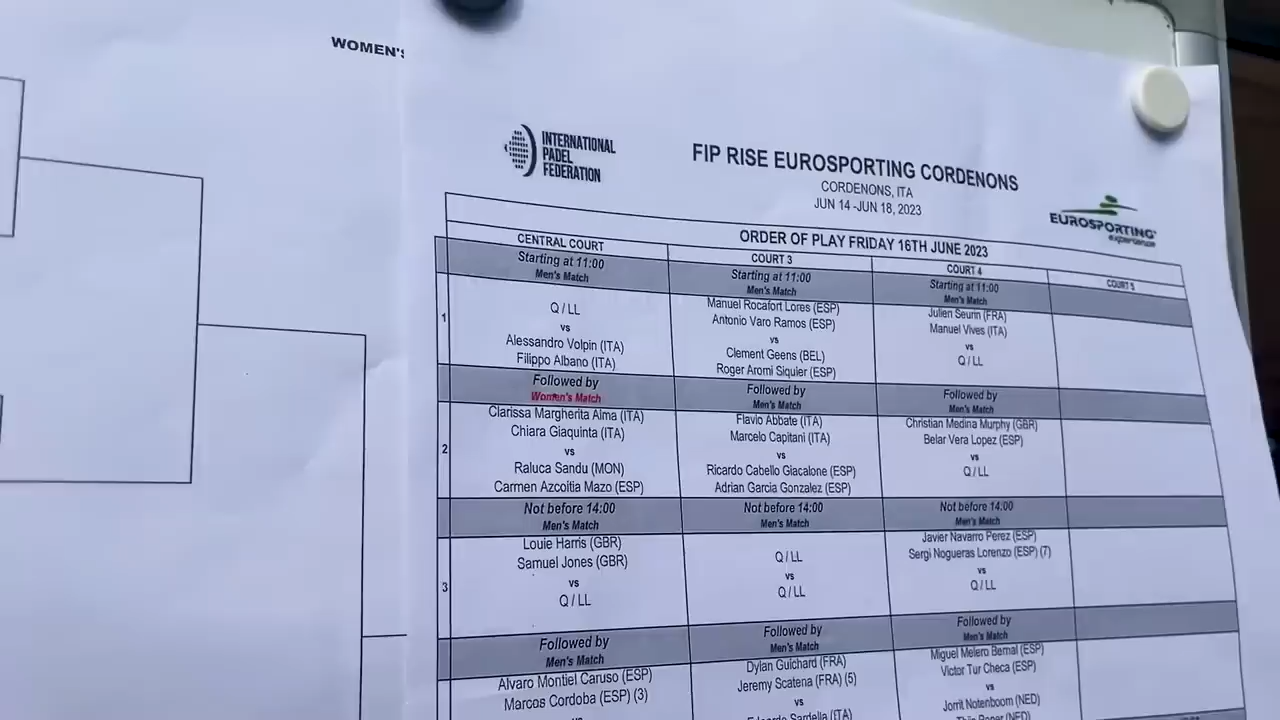 WOMEN'S
INTERNATIONAL
PADEL
FEDERATION
FIP RISE EUROSPORTING CORDENONS
CORDENONS, ITA
JUN 14 -JUN 18, 2023
EUROSPORTING
experience
ORDER OF PLAY FRIDAY 16TH JUNE 2023
CENTRAL COURT
COURT 3
COURT 4
COURT 5
Starting at 11:00
Men's Match
Starting at 11:00
Men's Match
Starting at 11:00
Men's Match
1
Q / LL
vs
Alessandro Volpin (ITA)
Filippo Albano (ITA)
Manuel Rocafort Lores (ESP)
Antonio Varo Ramos (ESP)
vs
Clement Geens (BEL)
Roger Aromi Siquier (ESP)
Julien Seurin (FRA)
Manuel Vives (ITA)
vs
Q / LL
Followed by
Women's Match
Followed by
Men's Match
Followed by
Men's Match
2
Clarissa Margherita Alma (ITA)
Chiara Giaquinta (ITA)
vs
Raluca Sandu (MON)
Carmen Azcoitia Mazo (ESP)
Flavio Abbate (ITA)
Marcelo Capitani (ITA)
vs
Ricardo Cabello Giacalone (ESP)
Adrian Garcia Gonzalez (ESP)
Christian Medina Murphy (GBR)
Belar Vera Lopez (ESP)
vs
Q / LL
Not before 14:00
Men's Match
Not before 14:00
Men's Match
Not before 14:00
Men's Match
3
Louie Harris (GBR)
Samuel Jones (GBR)
vs
Q / LL
Q / LL
vs
Q / LL
Javier Navarro Perez (ESP)
Sergi Nogueras Lorenzo (ESP) (7)
vs
Q / LL
Followed by
Men's Match
Followed by
Men's Match
Followed by
Men's Match
Alvaro Montiel Caruso (ESP)
Marcos Cordoba (ESP) (3)
vs
Dylan Guichard (FRA)
Jeremy Scatena (FRA) (5)
vs
Edoardo Sardella (ITA)
Miguel Melero Bernal (ESP)
Victor Tur Checa (ESP)
vs
Jorrit Notenboom (NED)
(NED)